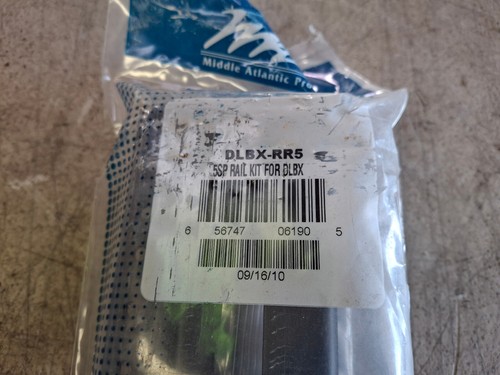 Middle Atlantic Pro
DLBX-RR5
5SP RAIL KIT FOR DLBX
6 56747 06190 5
09/16/10